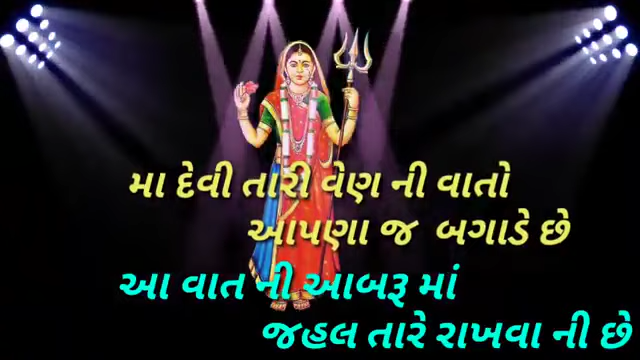 મા દેવી તારી વેણ ની વાતો
આપણા જ બગાડે છે
આ વાત ની આબરૂ માં
જહલ તારે રાખવા ની છે